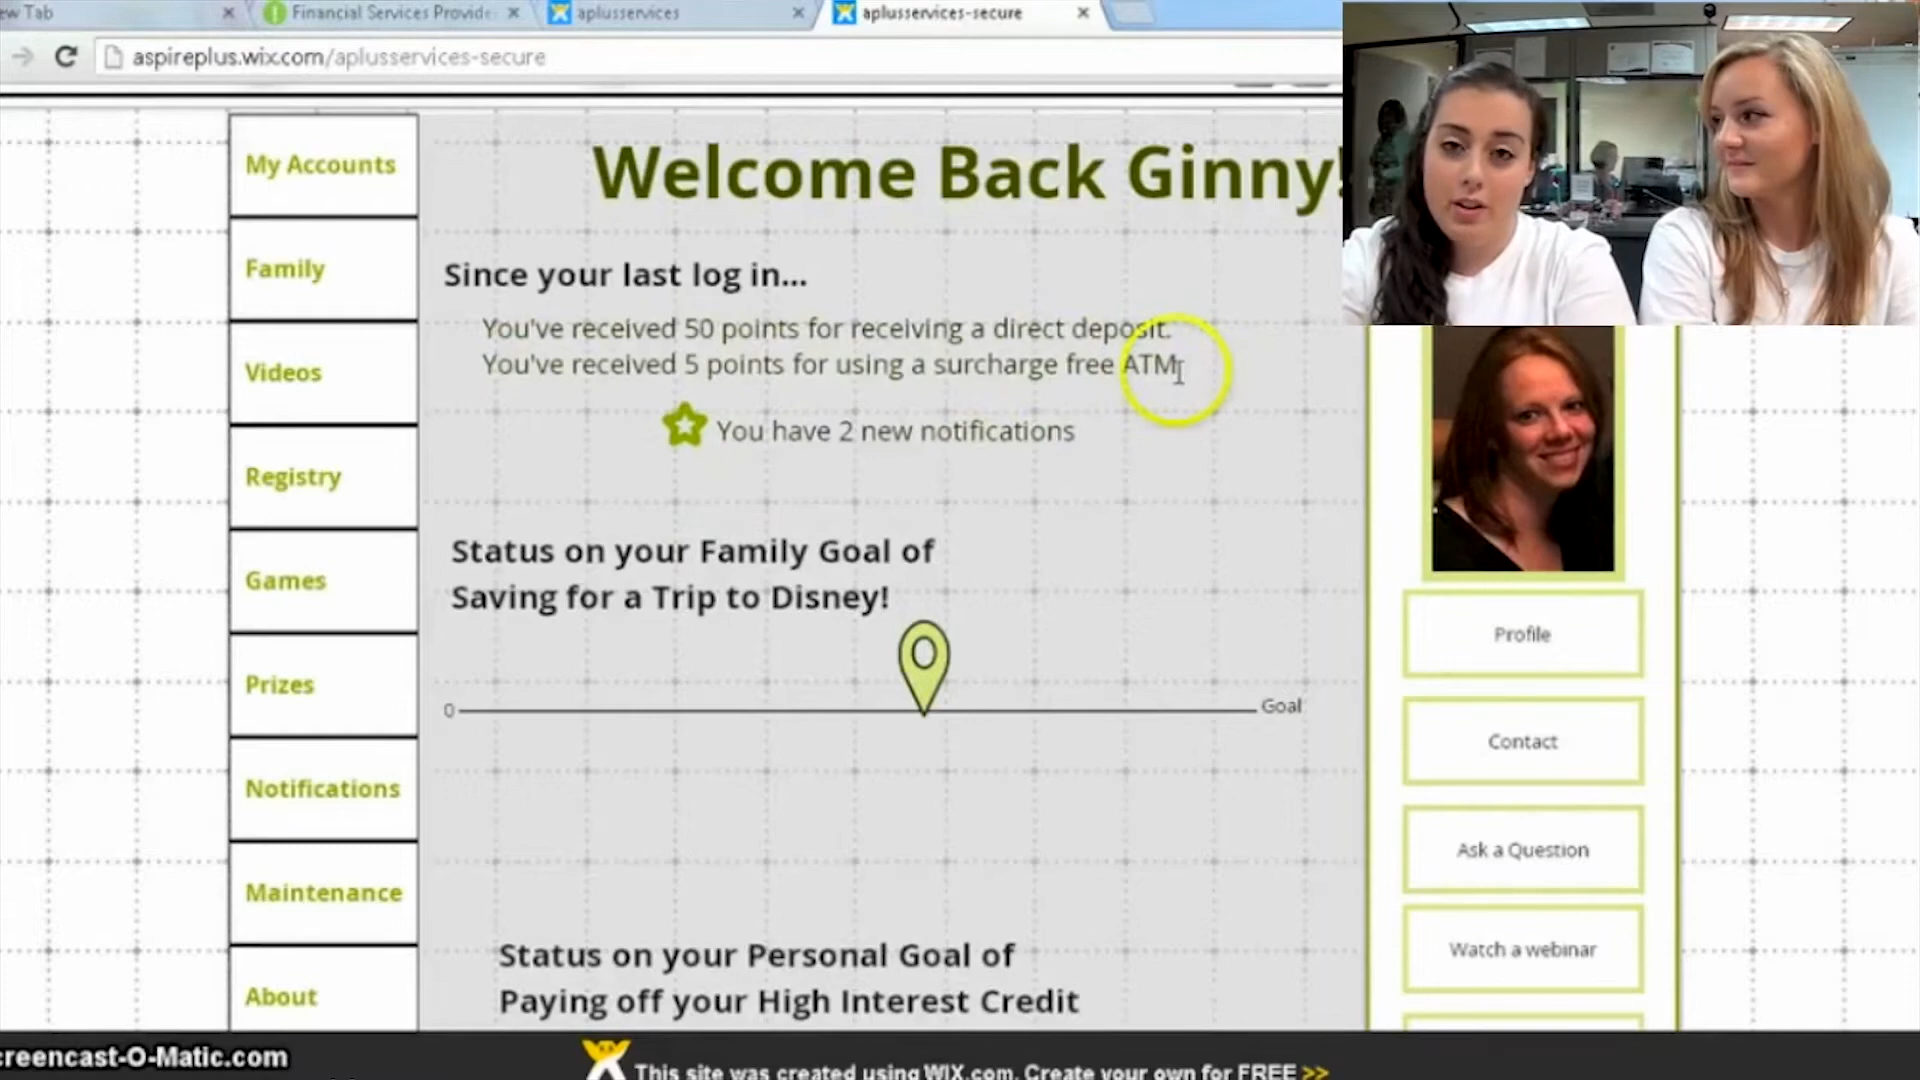 ew Tab
Financial Services Provide
aplusservices
aplusservices-secure
aspireplus.wix.com/aplusservices-secure
My Accounts
Family
Videos
Registry
Games
Prizes
Notifications
Maintenance
About
Welcome Back Ginny!
Since your last log in...
You've received 50 points for receiving a direct deposit.
You've received 5 points for using a surcharge free ATM.
You have 2 new notifications
Status on your Family Goal of
Saving for a Trip to Disney!
0
Goal
Status on your Personal Goal of
Paying off your High Interest Credit
Profile
Contact
Ask a Question
Watch a webinar
creencast-O-Matic.com
This site was created using WIX.com. Create your own for FREE >>